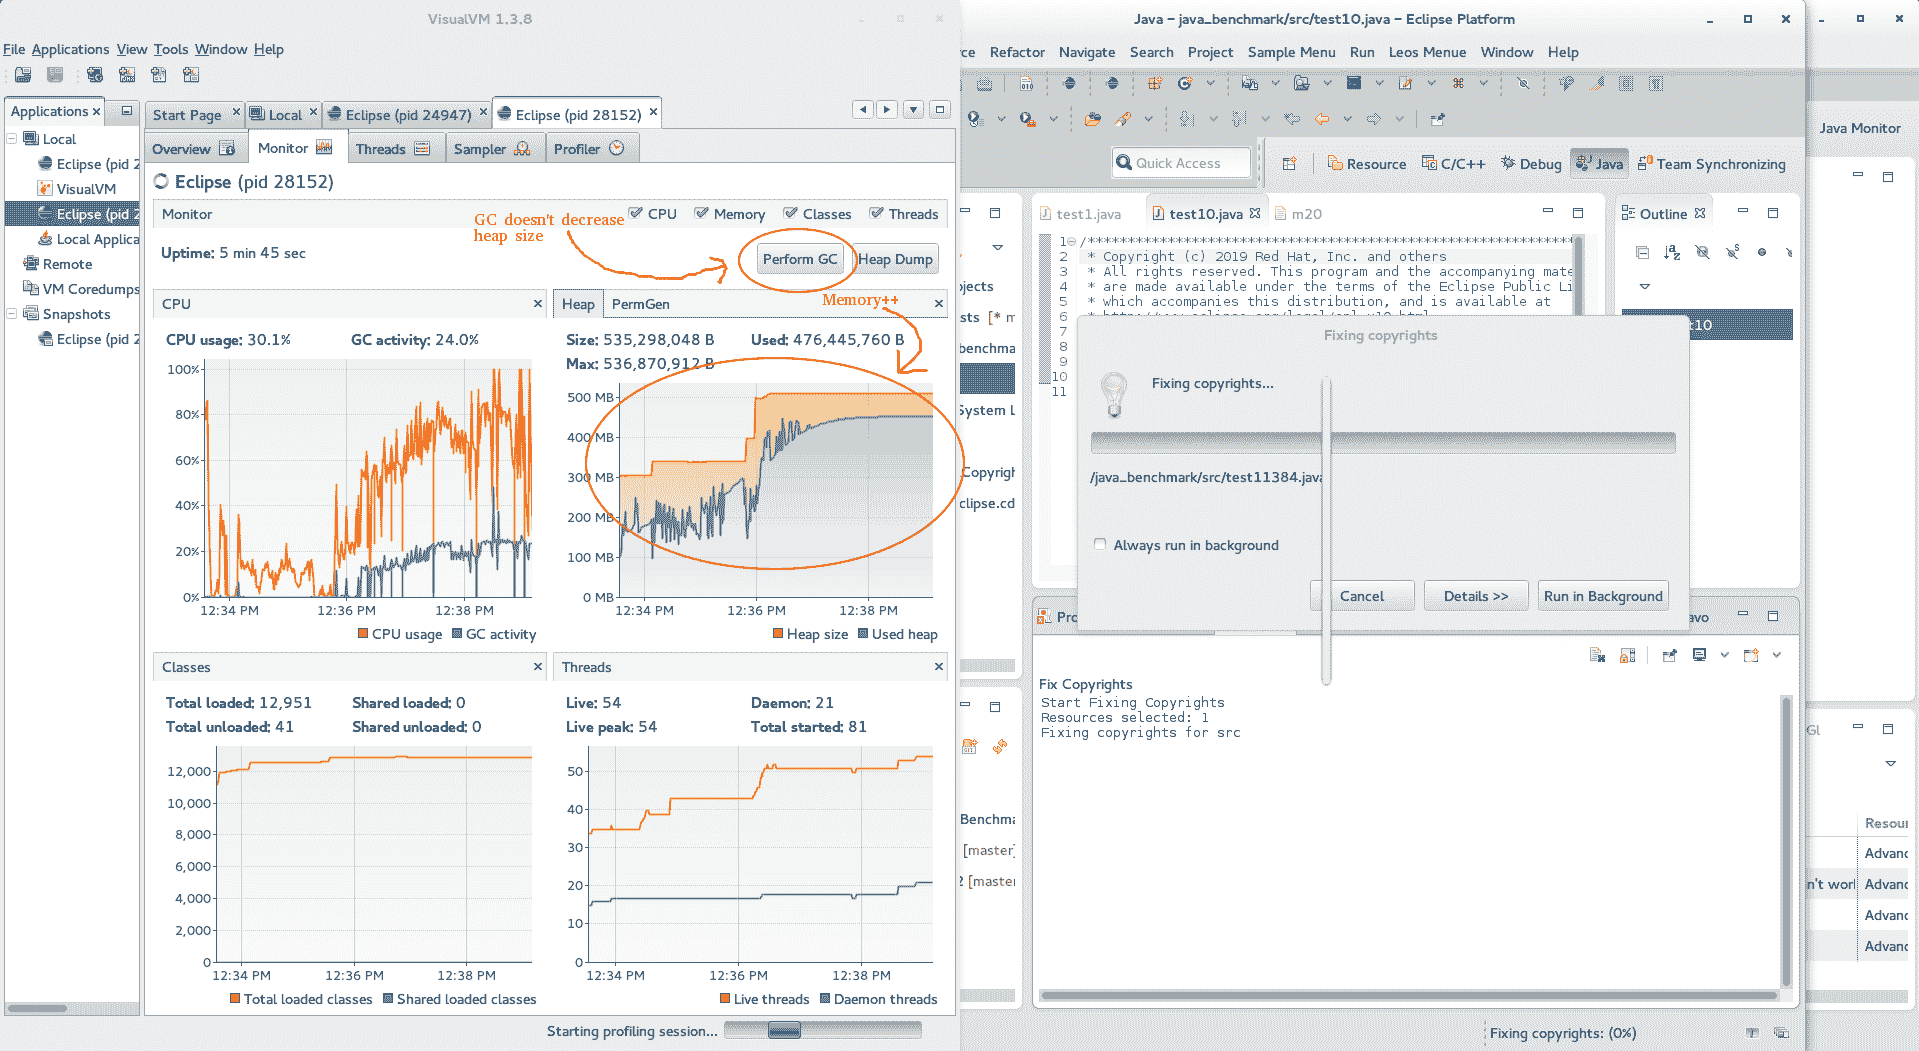 VisualVM 1.3.8
File Applications View Tools Window Help
Applications
Start Page
Local
Eclipse (pid 24947)
Eclipse (pid 28152)
Local
Eclipse (pid 2
VisualVM
Eclipse (pid 2
Local Applica
Remote
VM Coredumps
Snapshots
Eclipse (pid 2
Overview
Monitor
Threads
Sampler
Profiler
Eclipse (pid 28152)
Monitor
GC doesn't decrease
heap size
CPU Memory Classes Threads
Uptime: 5 min 45 sec
Perform GC
Heap Dump
CPU
CPU usage: 30.1% GC activity: 24.0%
100%
80%
60%
40%
20%
0%
12:34 PM 12:36 PM 12:38 PM
CPU usage GC activity
Heap PermGen
Memory++
Size: 535,298,048 B Used: 476,445,760 B
Max: 536,870,912 B
500 MB
400 MB
300 MB
200 MB
100 MB
0 MB
12:34 PM 12:36 PM 12:38 PM
Heap size Used heap
Classes
Total loaded: 12,951 Shared loaded: 0
Total unloaded: 41 Shared unloaded: 0
12,000
10,000
8,000
6,000
4,000
2,000
0
12:34 PM 12:36 PM 12:38 PM
Total loaded classes Shared loaded classes
Threads
Live: 54 Daemon: 21
Live peak: 54 Total started: 81
50
40
30
20
10
0
12:34 PM 12:36 PM 12:38 PM
Live threads Daemon threads
Starting profiling session...
Java – java_benchmark/src/test10.java – Eclipse Platform
ce Refactor Navigate Search Project Sample Menu Run Leos Menue Window Help
Quick Access
Resource C/C++ Debug Java Team Synchronizing
Java Monitor
jects
sts [* m
benchma
System L
Copyrigh
clipse.cd
test1.java
test10.java
m20
1 /****************************************************************
2 * Copyright (c) 2019 Red Hat, Inc. and others
3 * All rights reserved. This program and the accompanying mate
4 * are made available under the terms of the Eclipse Public Li
5 * which accompanies this distribution, and is available at
6
7
8
9
10
11
Outline
10
Fixing copyrights
Fixing copyrights...
/java_benchmark/src/test11384.java
Always run in background
Cancel
Details >>
Run in Background
Pro
avo
Fix Copyrights
Start Fixing Copyrights
Resources selected: 1
Fixing copyrights for src
Benchma
[master]
2 [master
Gl
Resour
Advanc
n't worl Advanc
Advanc
Advanc
Fixing copyrights: (0%)